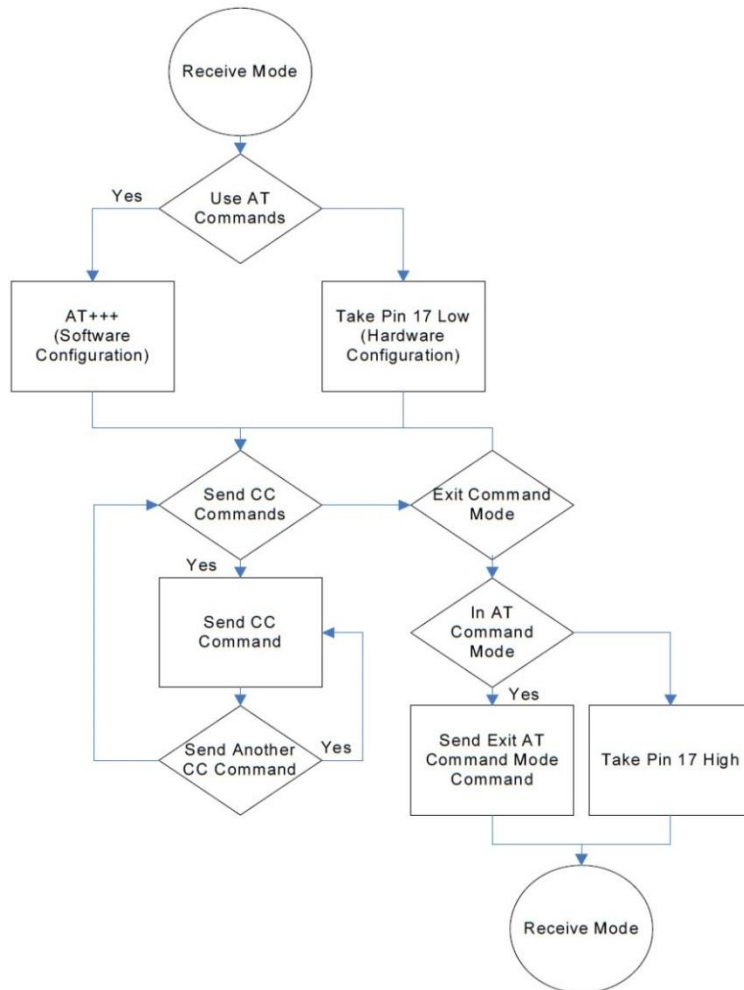 Receive Mode
Use AT
Commands
Yes
AT+++
(Software
Configuration)
Take Pin 17 Low
(Hardware
Configuration)
Send CC
Commands
Exit Command
Mode
Yes
Send CC
Command
In AT
Command
Mode
Yes
Send Another
CC Command
Yes
Send Exit AT
Command Mode
Command
Take Pin 17 High
Receive Mode